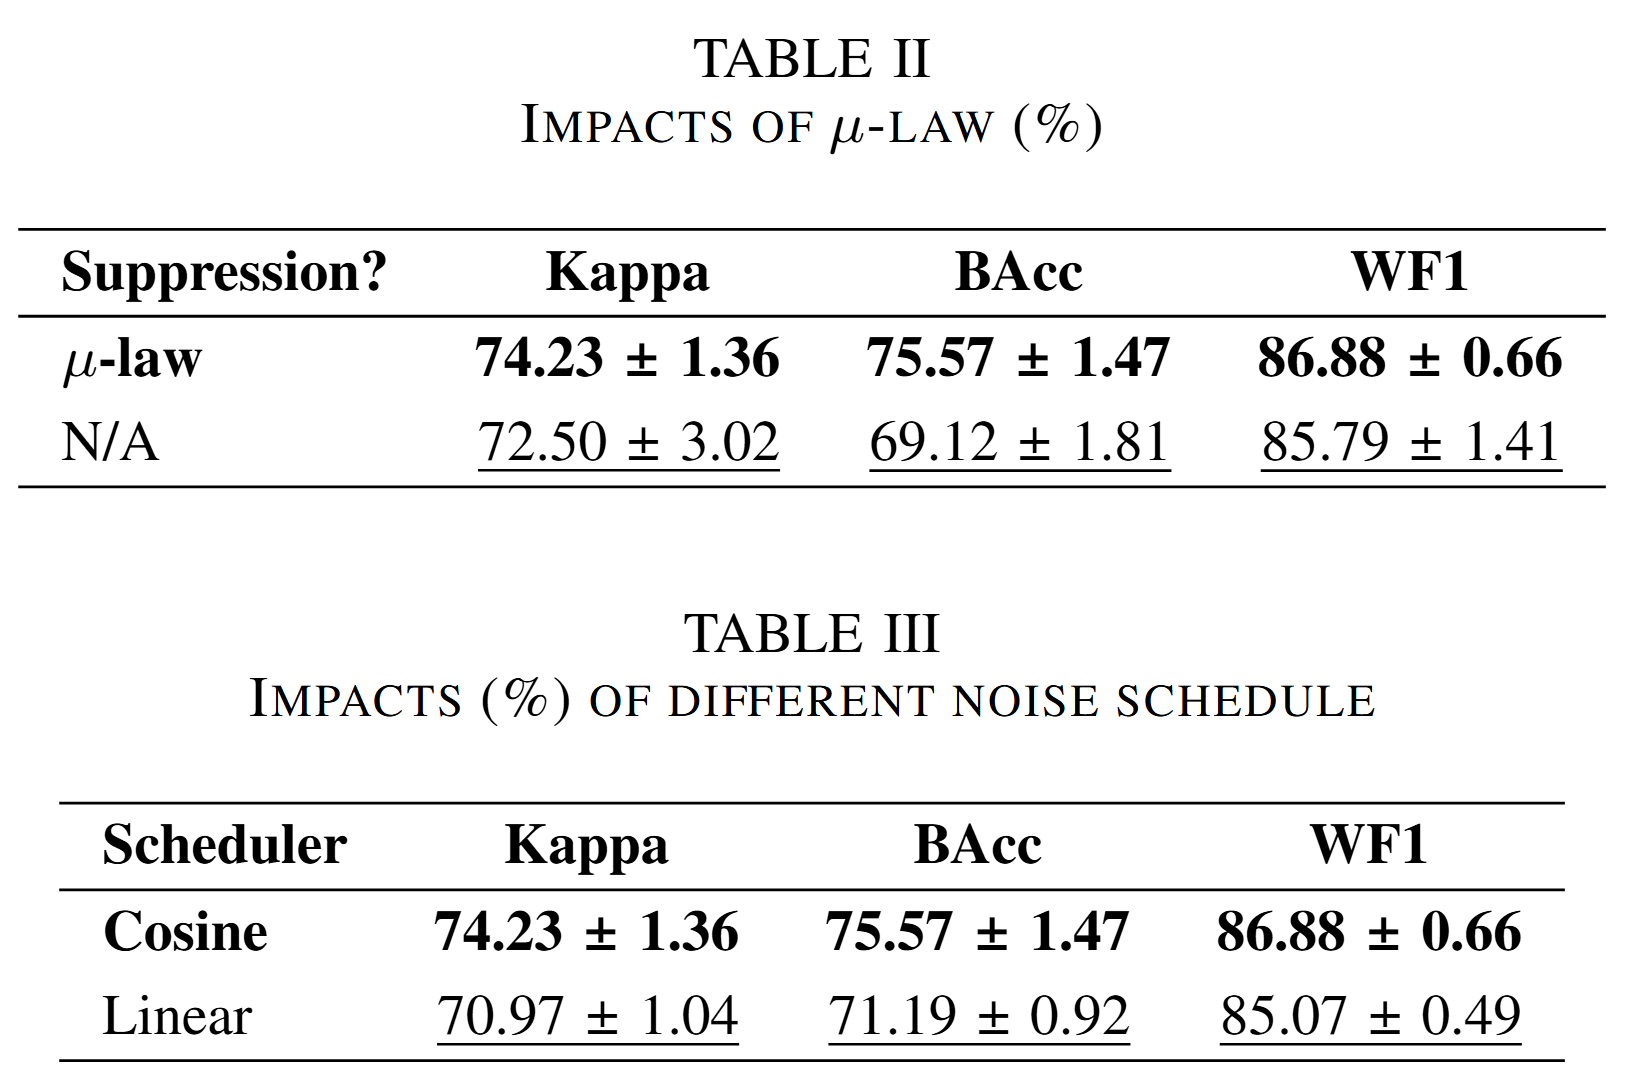 TABLE II
IMPACTS OF μ-LAW (%)
Suppression? Kappa BAcc WF1
μ-law 74.23 ± 1.36 75.57 ± 1.47 86.88 ± 0.66
N/A 72.50 ± 3.02 69.12 ± 1.81 85.79 ± 1.41
TABLE III
IMPACTS (%) OF DIFFERENT NOISE SCHEDULE
Scheduler Kappa BAcc WF1
Cosine 74.23 ± 1.36 75.57 ± 1.47 86.88 ± 0.66
Linear 70.97 ± 1.04 71.19 ± 0.92 85.07 ± 0.49